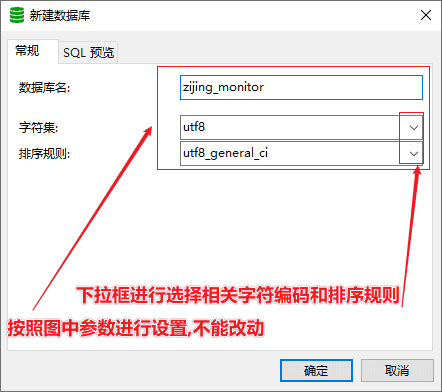 新建数据库
常规 SQL 预览
数据库名: zijing_monitor
字符集: utf8
排序规则: utf8_general_ci
下拉框进行选择相关字符编码和排序规则
按照图中参数进行设置,不能改动
确定 取消